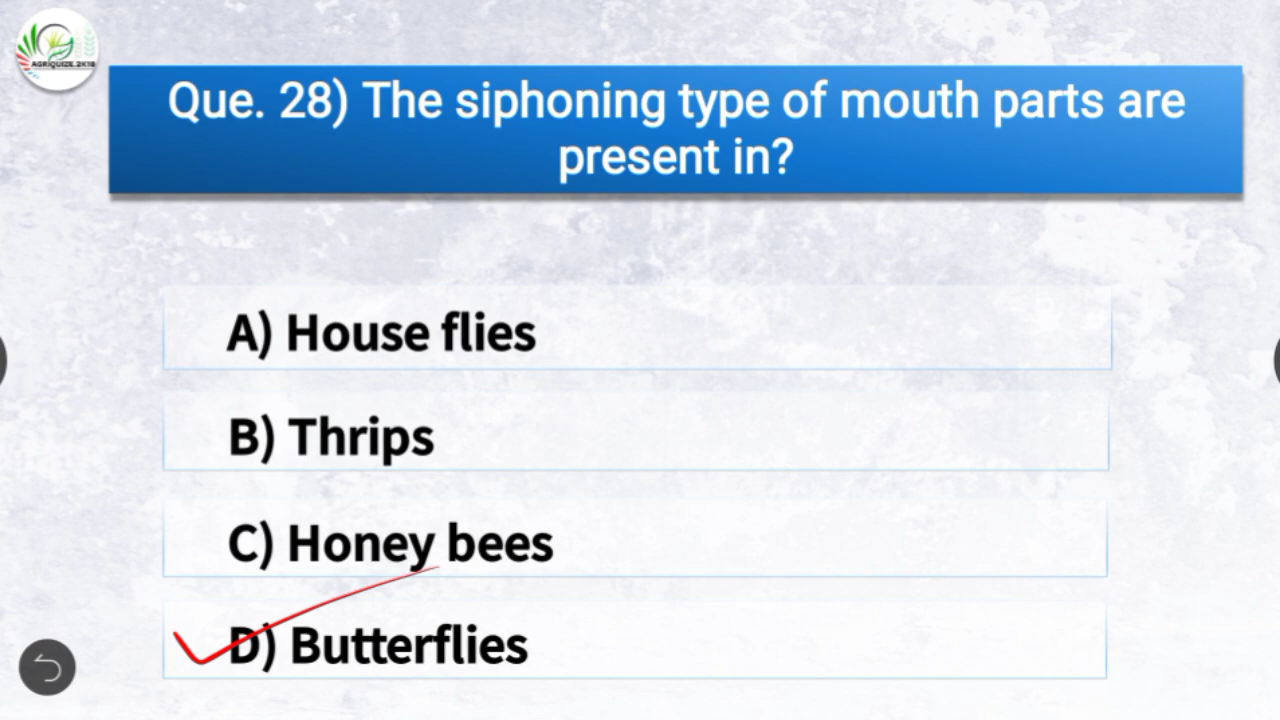 AGRIQUIZE.2K18
Que. 28) The siphoning type of mouth parts are
present in?
A) House flies
B) Thrips
C) Honey bees
D) Butterflies